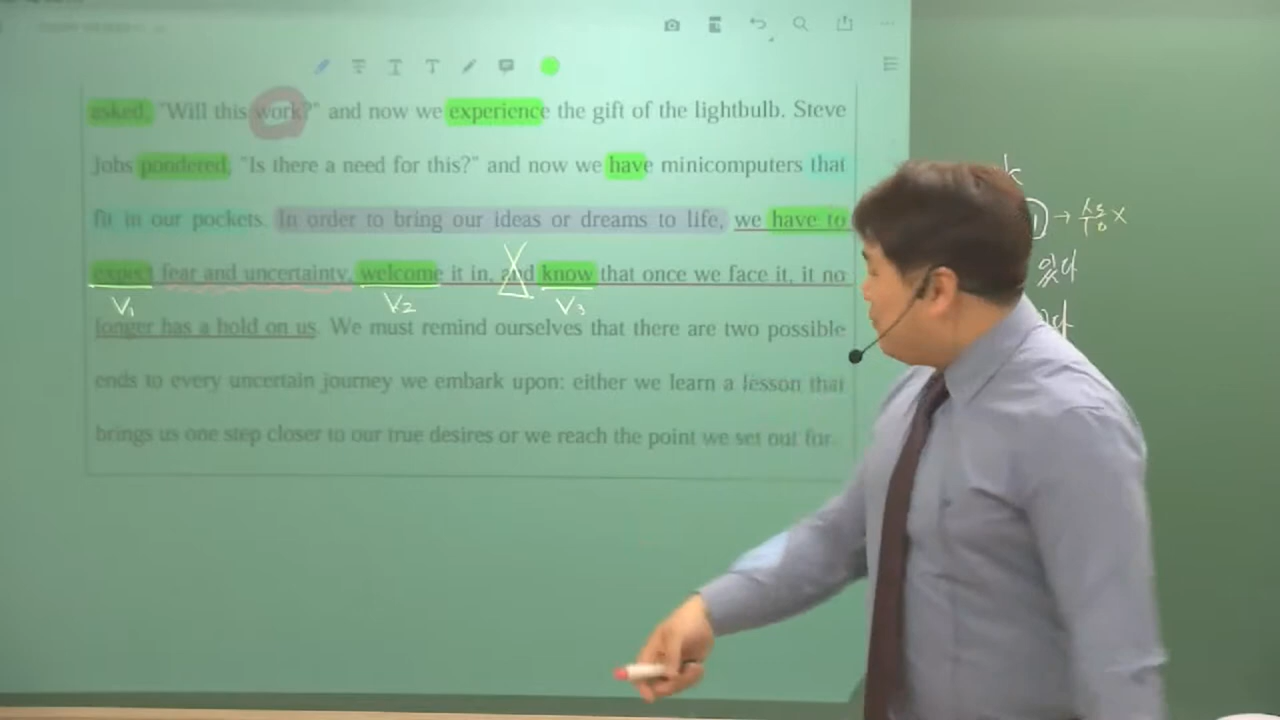 asked, "Will this work?" and now we experience the gift of the lightbulb. Steve
Jobs pondered, "Is there a need for this?" and now we have minicomputers that
fit in our pockets. In order to bring our ideas or dreams to life, we have to
expect fear and uncertainty, welcome it in, and know that once we face it, it no
V₁ V₂ V₃
longer has a hold on us. We must remind ourselves that there are two possible
ends to every uncertain journey we embark upon: either we learn a lesson that
brings us one step closer to our true desires or we reach the point we set out for.
있다